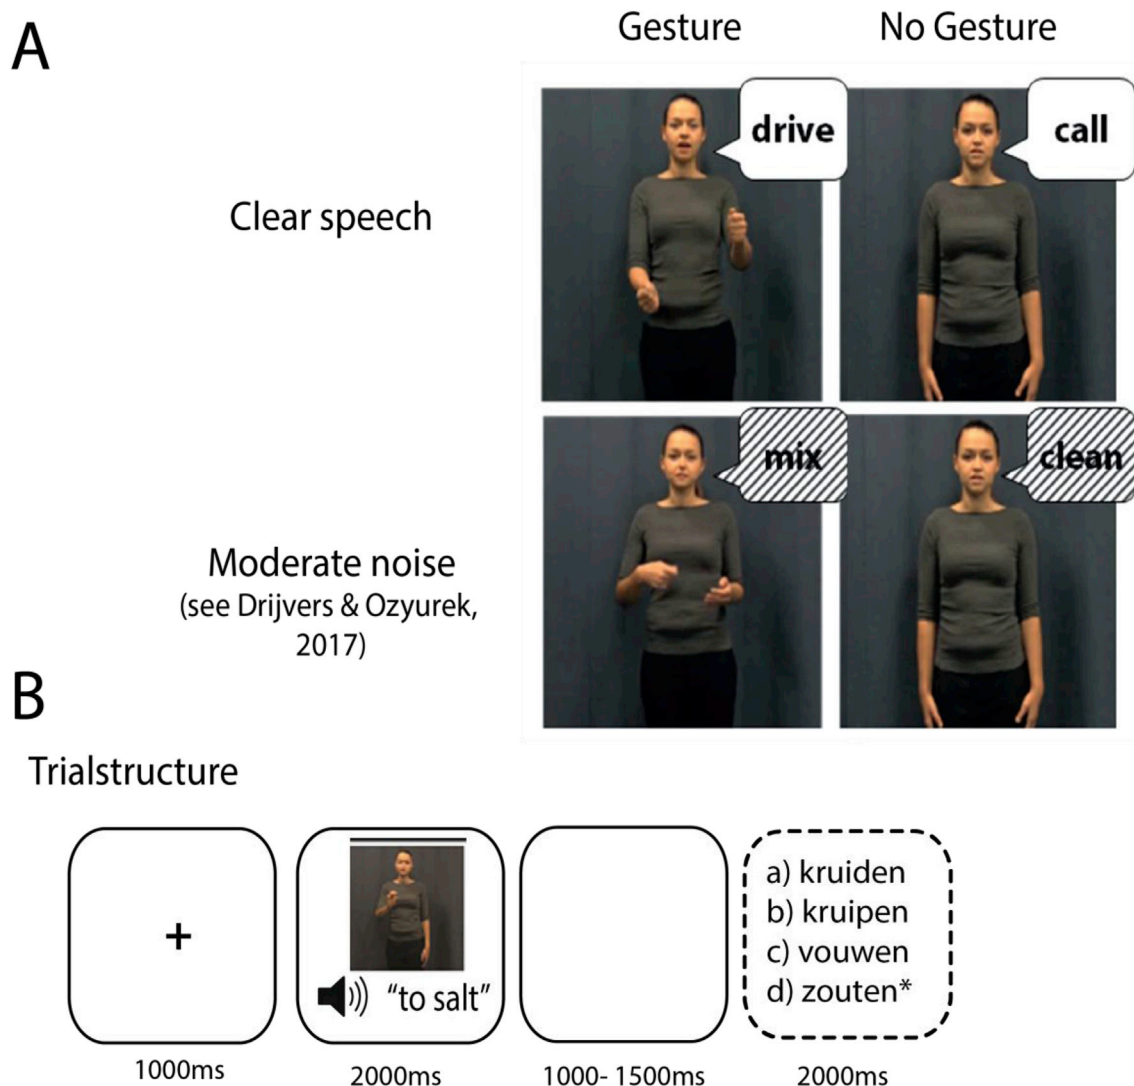 A
Gesture
No Gesture
Clear speech
drive
call
Moderate noise
(see Drijvers & Ozyurek,
2017)
mix
clean
B
Trialstructure
+
"to salt"
a) kruiden
b) kruipen
c) vouwen
d) zouten*
1000ms
2000ms
1000- 1500ms
2000ms